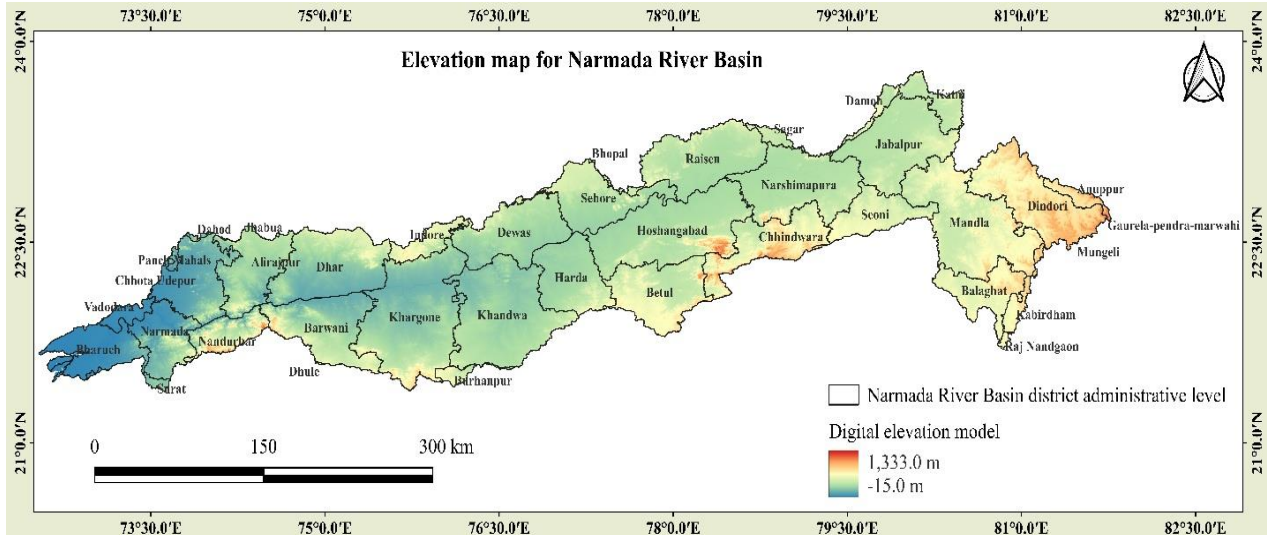 73°30.0′E 75°0.0′E 76°30.0′E 78°0.0′E 79°30.0′E 81°0.0′E 82°30.0′E
24°0.0′N 24°0.0′N
Elevation map for Narmada River Basin
Damoh Katni
Sagar
Jabalpur
Bhopal Raisen
Narshimapura
Anuppur
Sehore Dindori
Seoni Mandla
Dahod Jhabua Indore Dewas Hoshangabad Chhindwara Gaurela-pendra-marwahi
22°30.0′N 22°30.0′N
Panch Mahals Alirajpur Dhar Mungeli
Chhota Udepur Harda
Betul Balaghat
Vadodara Khargone Khandwa Kabirdham
Narmada Barwani
Bharuch Nandurbar Raj Nandgaon
Dhule Burhanpur
Surat
Narmada River Basin district administrative level
Digital elevation model
0 150 300 km
1,333.0 m
-15.0 m
21°0.0′N 21°0.0′N
73°30.0′E 75°0.0′E 76°30.0′E 78°0.0′E 79°30.0′E 81°0.0′E 82°30.0′E